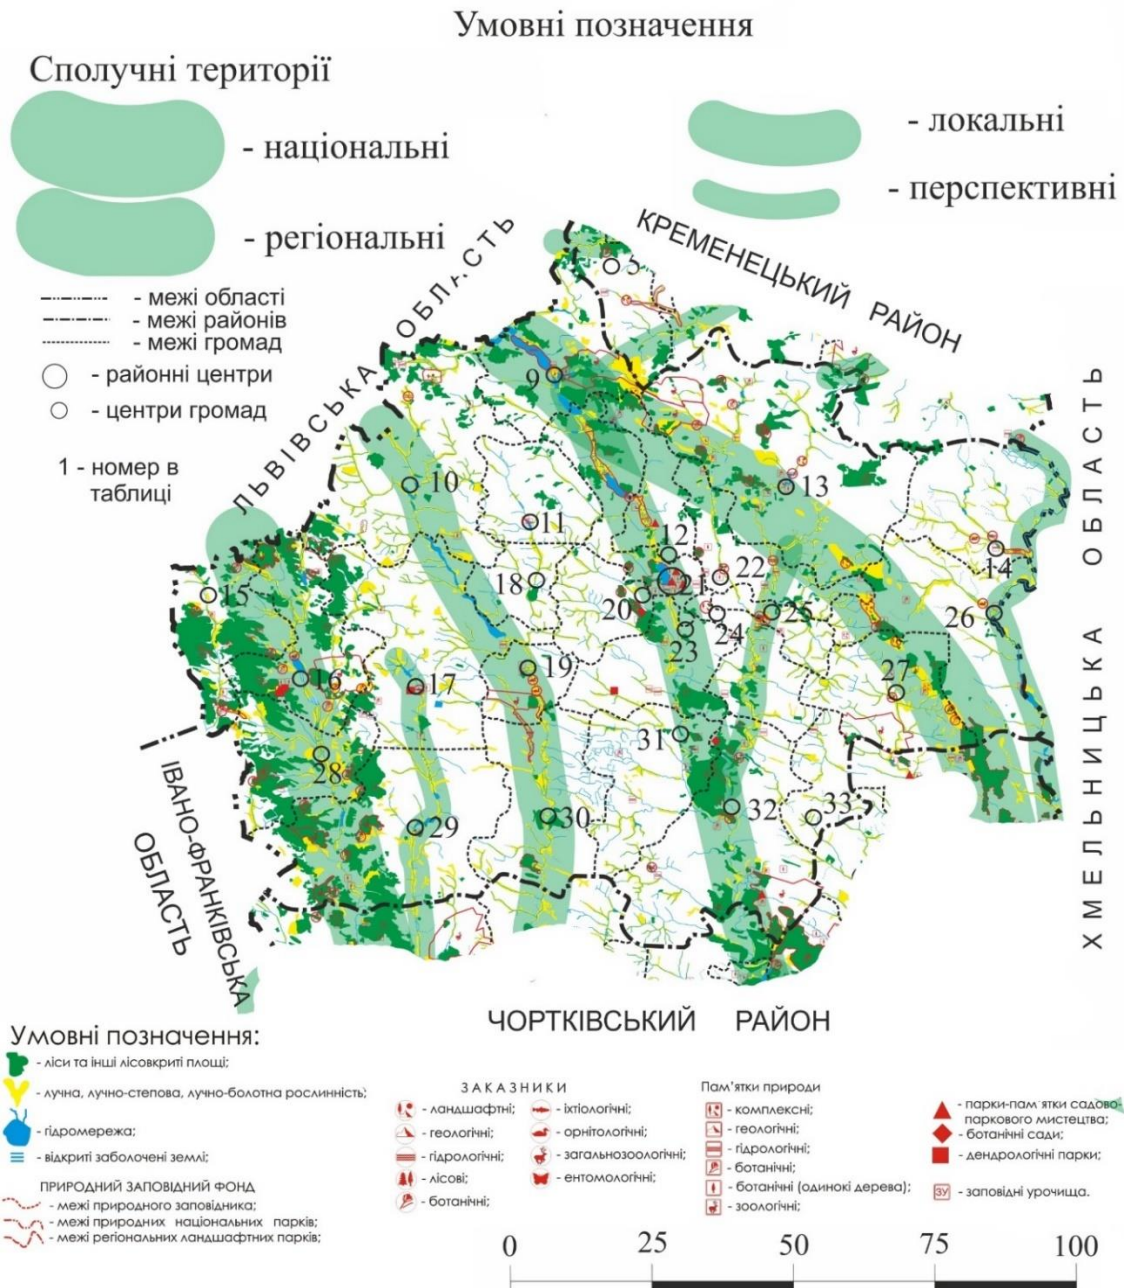 Умовні позначення
Сполучні території
- національні
- локальні
- перспективні
- регіональні
КРЕМЕНЕЦЬКИЙ РАЙОН
ЛЬВІВСЬКА ОБЛАСТЬ
- межі області
- межі районів
- межі громад
- районні центри
- центри громад
1 - номер в
таблиці
5
9
10
11
12
13
14
15
16
17
18
19
20
21
22
23
24
25
26
27
28
29
30
31
32
33
ХМЕЛЬНИЦЬКА ОБЛАСТЬ
ІВАНО-ФРАНКІВСЬКА
ОБЛАСТЬ
ЧОРТКІВСЬКИЙ РАЙОН
Умовні позначення:
- ліси та інші лісовкриті площі;
- лучна, лучно-степова, лучно-болотна рослинність;
- гідромережа;
- відкриті заболочені землі;
ПРИРОДНИЙ ЗАПОВІДНИЙ ФОНД
- межі природного заповідника;
- межі природних національних парків;
- межі регіональних ландшафтних парків;
ЗАКАЗНИКИ
- ландшафтні;
- геологічні;
- гідрологічні;
- лісові;
- ботанічні;
- іхтіологічні;
- орнітологічні;
- загальнозоологічні;
- ентомологічні;
Пам'ятки природи
- комплексні;
- геологічні;
- гідрологічні;
- ботанічні;
- ботанічні (одинокі дерева);
- зоологічні;
- парки-пам´ятки садово-
паркового мистецтва;
- ботанічні сади;
- дендрологічні парки;
ЗУ - заповідні урочища.
0 25 50 75 100